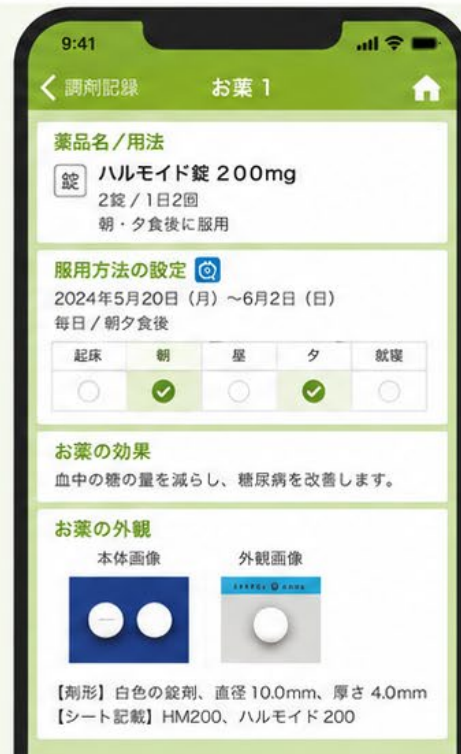 9:41
調剤記録
お薬 1
薬品名/用法
錠
ハルモイド錠 200mg
2錠 / 1日2回
朝・夕食後に服用
服用方法の設定
2024年5月20日（月）～6月2日（日）
毎日 / 朝夕食後
起床 朝 昼 夕 就寝
お薬の効果
血中の糖の量を減らし、糖尿病を改善します。
お薬の外観
本体画像 外観画像
【剤形】白色の錠剤、直径 10.0mm、厚さ 4.0mm
【シート記載】HM200、ハルモイド 200